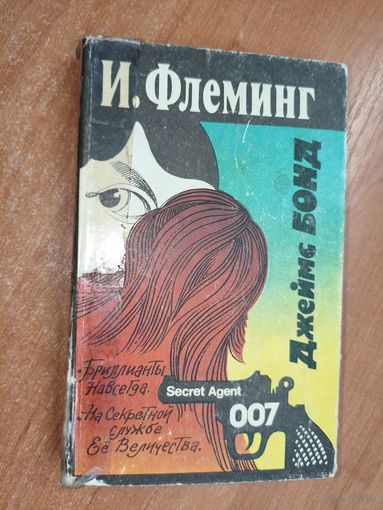 И. Флеминг
Джеймс БОНД
Бриллианты
Навсегда.
На Секретной
службе
Её Величества.
Secret Agent
007